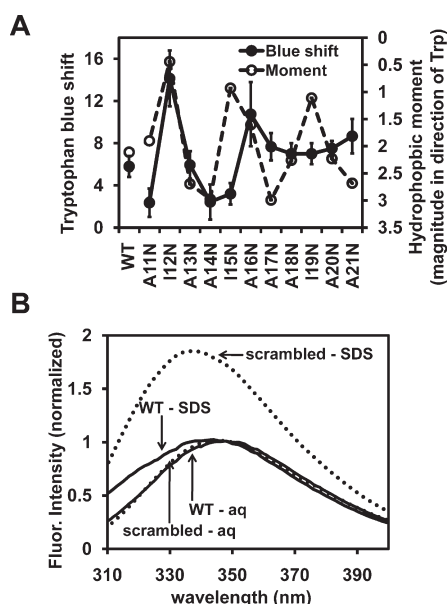 A
Tryptophan blue shift
16
12
8
4
0
Blue shift
Moment
0
0.5
1
1.5
2
2.5
3
3.5
Hydrophopbic moment
(magnitude in direction of Trp)
WT
A11N
I12N
A13N
A14N
I15N
A16N
A17N
A18N
I19N
A20N
A21N
B
Fluor. Intensity (normalized)
2
1.5
1
0.5
0
scrambled - SDS
WT - SDS
WT - aq
scrambled - aq
310
330
350
370
390
wavelength (nm)